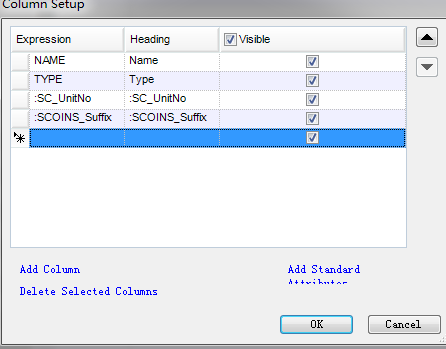 Column Setup
Expression Heading Visible
NAME Name
TYPE Type
:SC_UnitNo :SC_UnitNo
:SCOINS_Suffix :SCOINS_Suffix
Add Column Add Standard
Attributes
Delete Selected Columns
OK Cancel